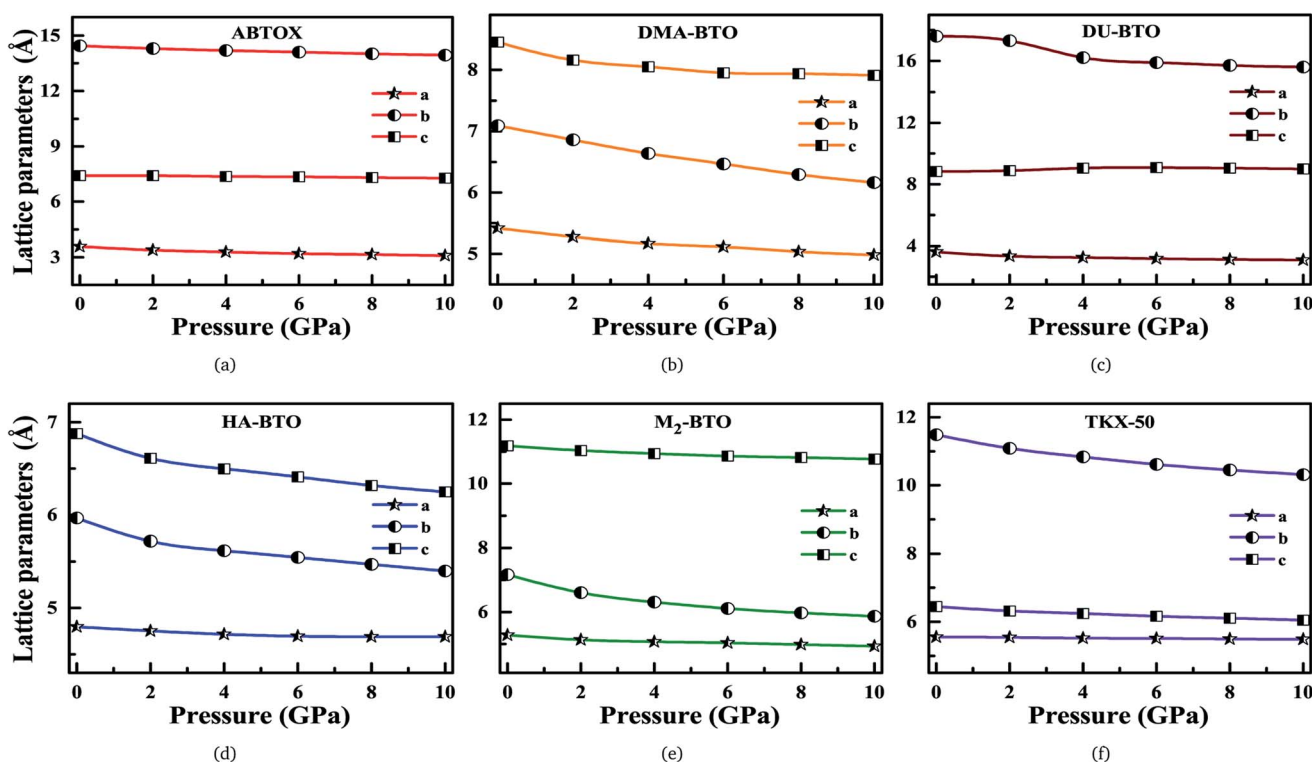 ABTOX
Lattice parameters (Å)
15
11
7
3
a
b
c
0 2 4 6 8 10
Pressure (GPa)
(a)
DMA-BTO
8
7
6
5
a
b
c
0 2 4 6 8 10
Pressure (GPa)
(b)
DU-BTO
16
12
8
4
a
b
c
0 2 4 6 8 10
Pressure (GPa)
(c)
HA-BTO
Lattice parameters (Å)
7
6
5
a
b
c
0 2 4 6 8 10
Pressure (GPa)
(d)
M2-BTO
12
10
8
6
a
b
c
0 2 4 6 8 10
Pressure (GPa)
(e)
TKX-50
12
10
8
6
a
b
c
0 2 4 6 8 10
Pressure (GPa)
(f)